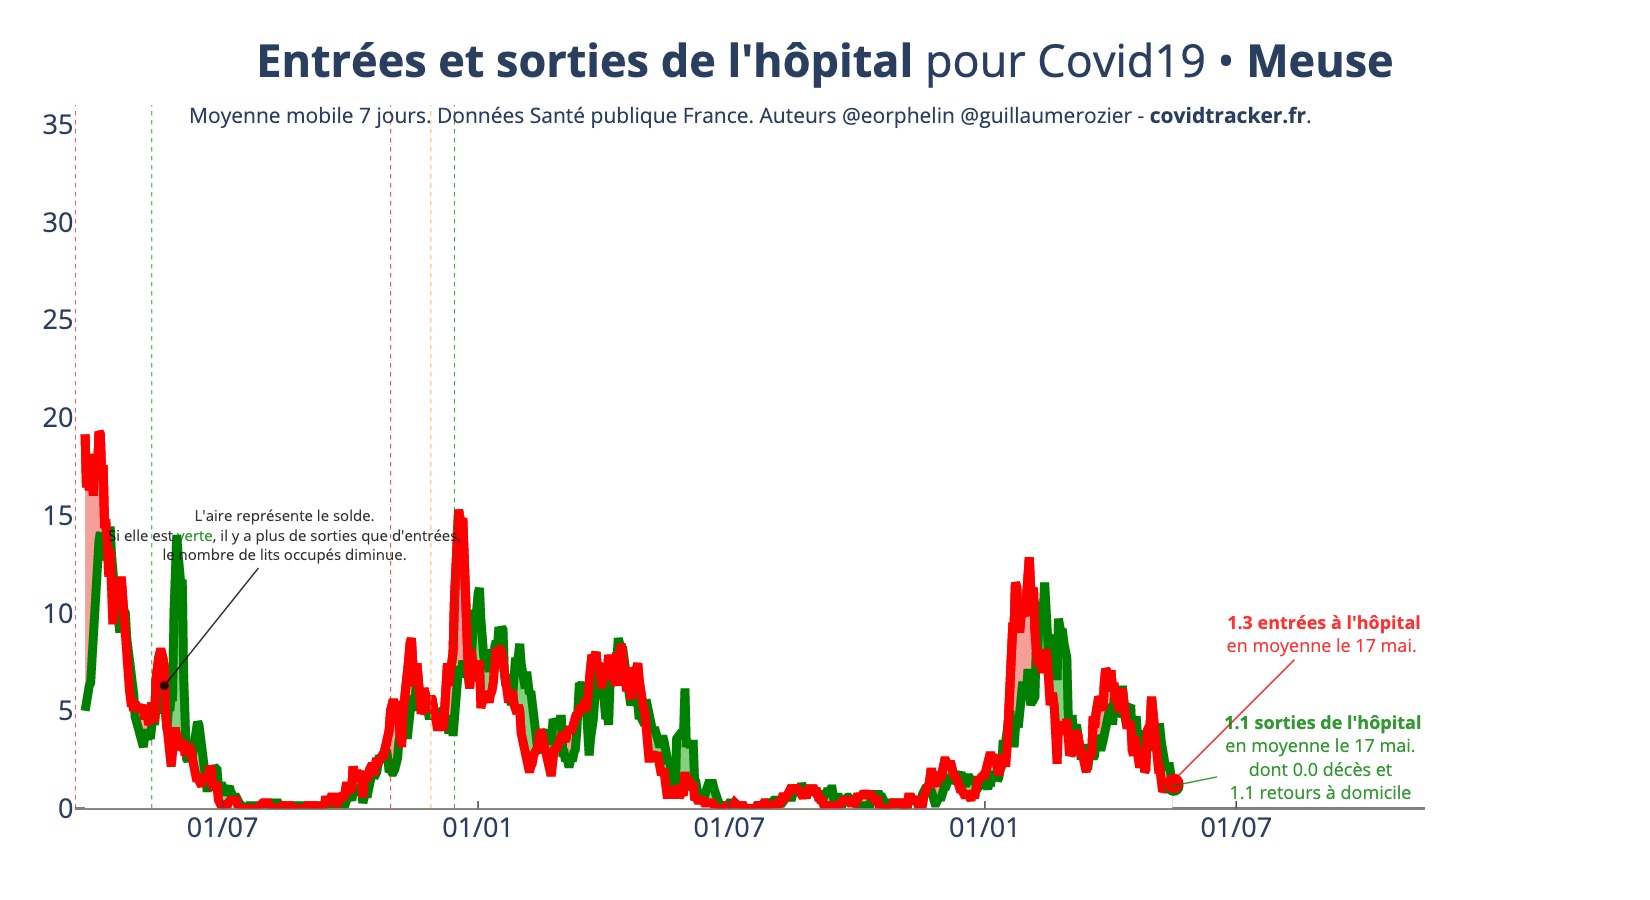 Entrées et sorties de l'hôpital pour Covid19 • Meuse
Moyenne mobile 7 jours. Données Santé publique France. Auteurs @eorphelin @guillaumerozier - covidtracker.fr.
35
30
25
20
15
10
5
0
L'aire représente le solde.
Si elle est verte, il y a plus de sorties que d'entrées,
le nombre de lits occupés diminue.
1.3 entrées à l'hôpital
en moyenne le 17 mai.
1.1 sorties de l'hôpital
en moyenne le 17 mai.
dont 0.0 décès et
1.1 retours à domicile
01/07
01/01
01/07
01/01
01/07